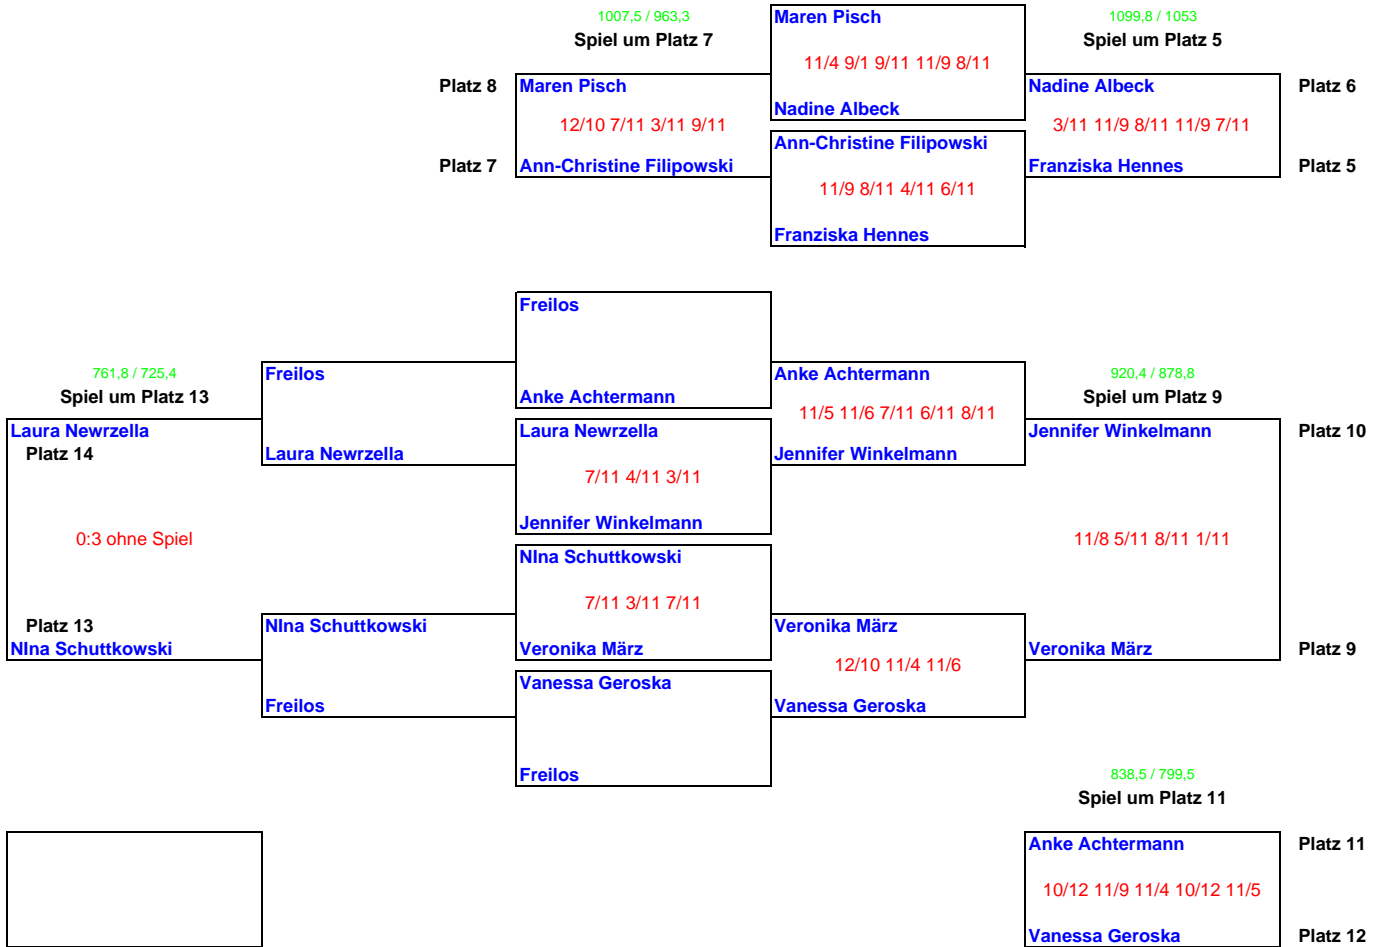 1007,5 / 963,3
Spiel um Platz 7
Maren Pisch
1099,8 / 1053
Spiel um Platz 5
11/4 9/1 9/11 11/9 8/11
Platz 8
Maren Pisch
Nadine Albeck
Nadine Albeck
Platz 6
12/10 7/11 3/11 9/11
3/11 11/9 8/11 11/9 7/11
Ann-Christine Filipowski
Platz 7
Ann-Christine Filipowski
Franziska Hennes
Platz 5
11/9 8/11 4/11 6/11
Franziska Hennes
Freilos
761,8 / 725,4
Spiel um Platz 13
Freilos
Anke Achtermann
Anke Achtermann
920,4 / 878,8
Spiel um Platz 9
11/5 11/6 7/11 6/11 8/11
Laura Newrzella
Platz 14
Laura Newrzella
Laura Newrzella
Jennifer Winkelmann
Jennifer Winkelmann
Platz 10
7/11 4/11 3/11
Jennifer Winkelmann
0:3 ohne Spiel
11/8 5/11 8/11 1/11
NIna Schuttkowski
7/11 3/11 7/11
Platz 13
NIna Schuttkowski
NIna Schuttkowski
Veronika März
Veronika März
Veronika März
Platz 9
12/10 11/4 11/6
Vanessa Geroska
Freilos
Vanessa Geroska
Freilos
838,5 / 799,5
Spiel um Platz 11
Anke Achtermann
Platz 11
10/12 11/9 11/4 10/12 11/5
Vanessa Geroska
Platz 12